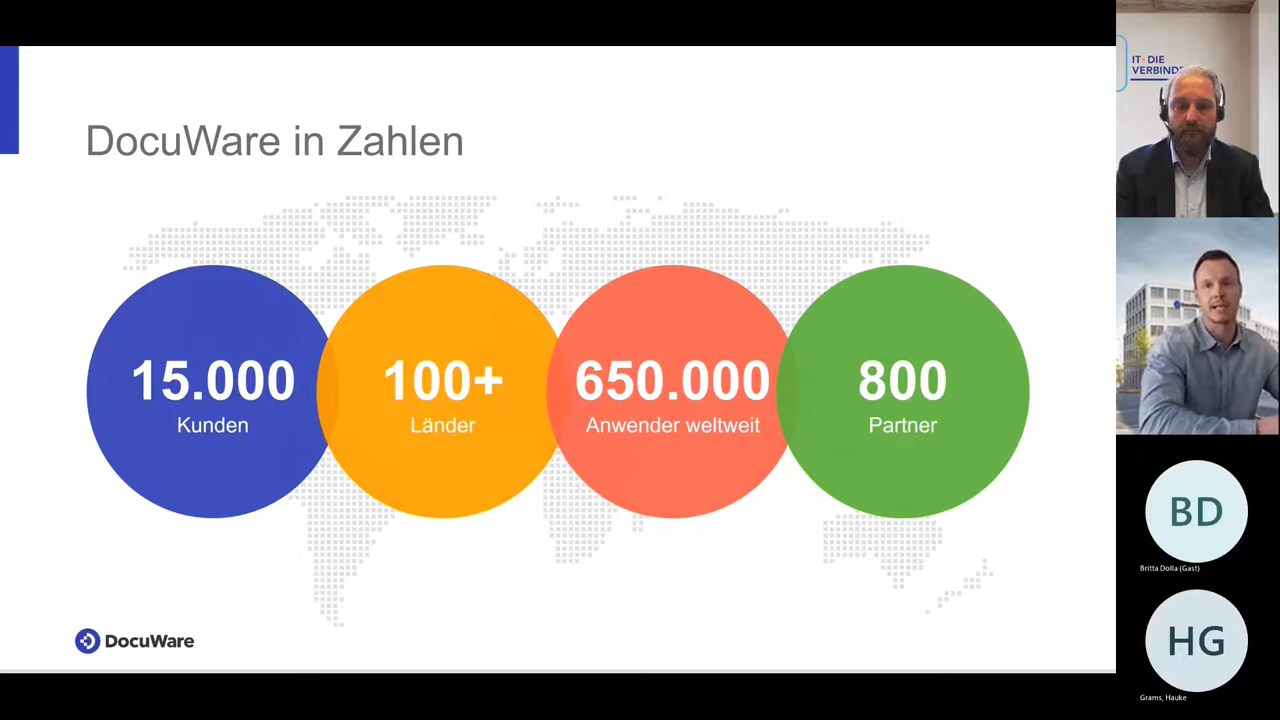 DocuWare in Zahlen
15.000
Kunden
100+
Länder
650.000
Anwender weltweit
800
Partner
DocuWare
IT·DIE
BD
Britta Dolla (Gast)
HG
Grams, Hauke